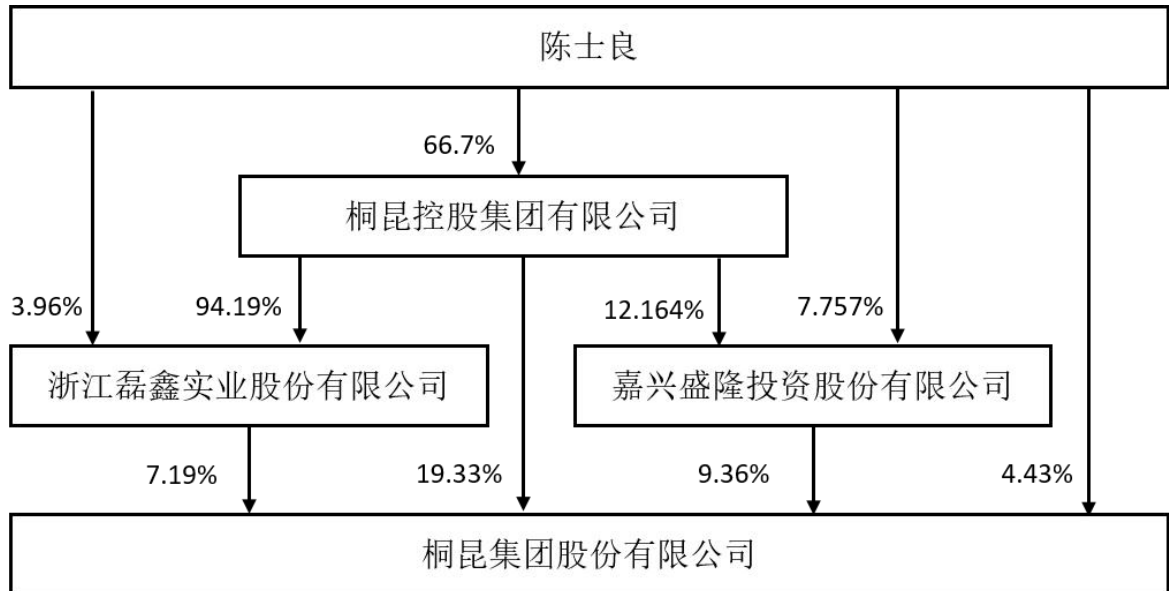 陈士良
66.7%
桐昆控股集团有限公司
3.96%
94.19%
12.164%
7.757%
浙江磊鑫实业股份有限公司
嘉兴盛隆投资股份有限公司
7.19%
19.33%
9.36%
4.43%
桐昆集团股份有限公司